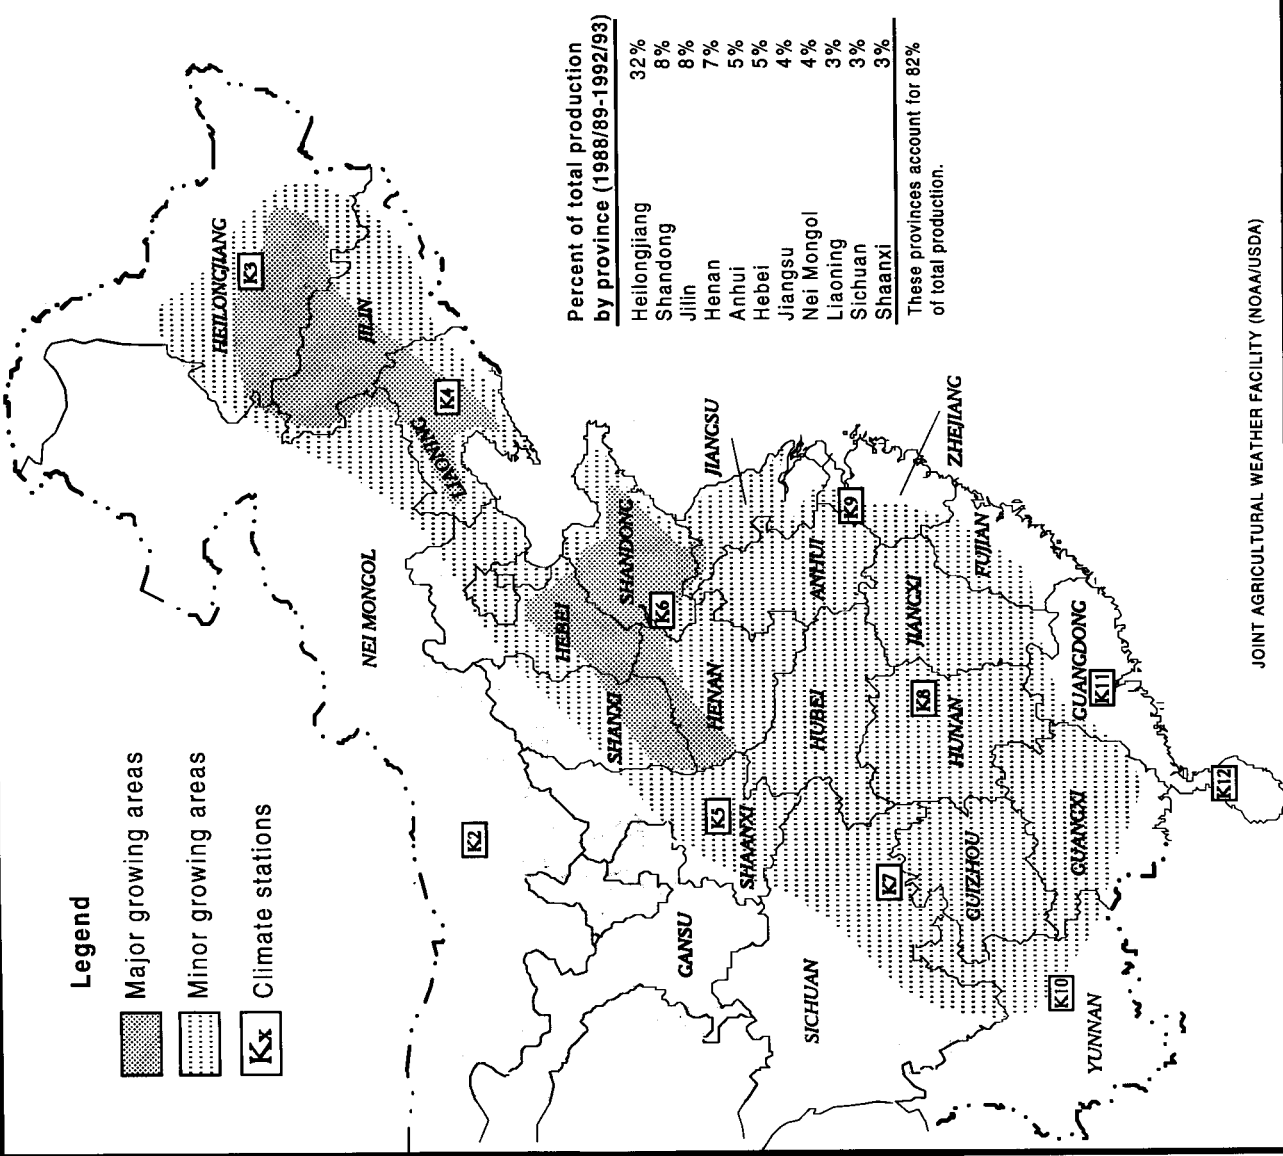 Legend
Major growing areas
Minor growing areas
Kx Climate stations
HEILONGJIANG
K3
JILIN
K4
LIAONING
NEI MONGOL
K2
HEBEI
SHANDONG
K6
SHANXI
JIANGSU
HENAN
K5
SHAANXI
GANSU
ANHUI
K9
ZHEJIANG
HUBEI
SICHUAN
K7
K8
JIANGXI
FUJIAN
HUNAN
GUIZHOU
K10
YUNNAN
GUANGXI
GUANGDONG
K11
K12
Percent of total production
by province (1988/89-1992/93)
Heilongjiang 32%
Shandong 8%
Jilin 8%
Henan 7%
Anhui 5%
Hebei 5%
Jiangsu 4%
Nei Mongol 4%
Liaoning 3%
Sichuan 3%
Shaanxi 3%
These provinces account for 82%
of total production.
JOINT AGRICULTURAL WEATHER FACILITY (NOAA/USDA)